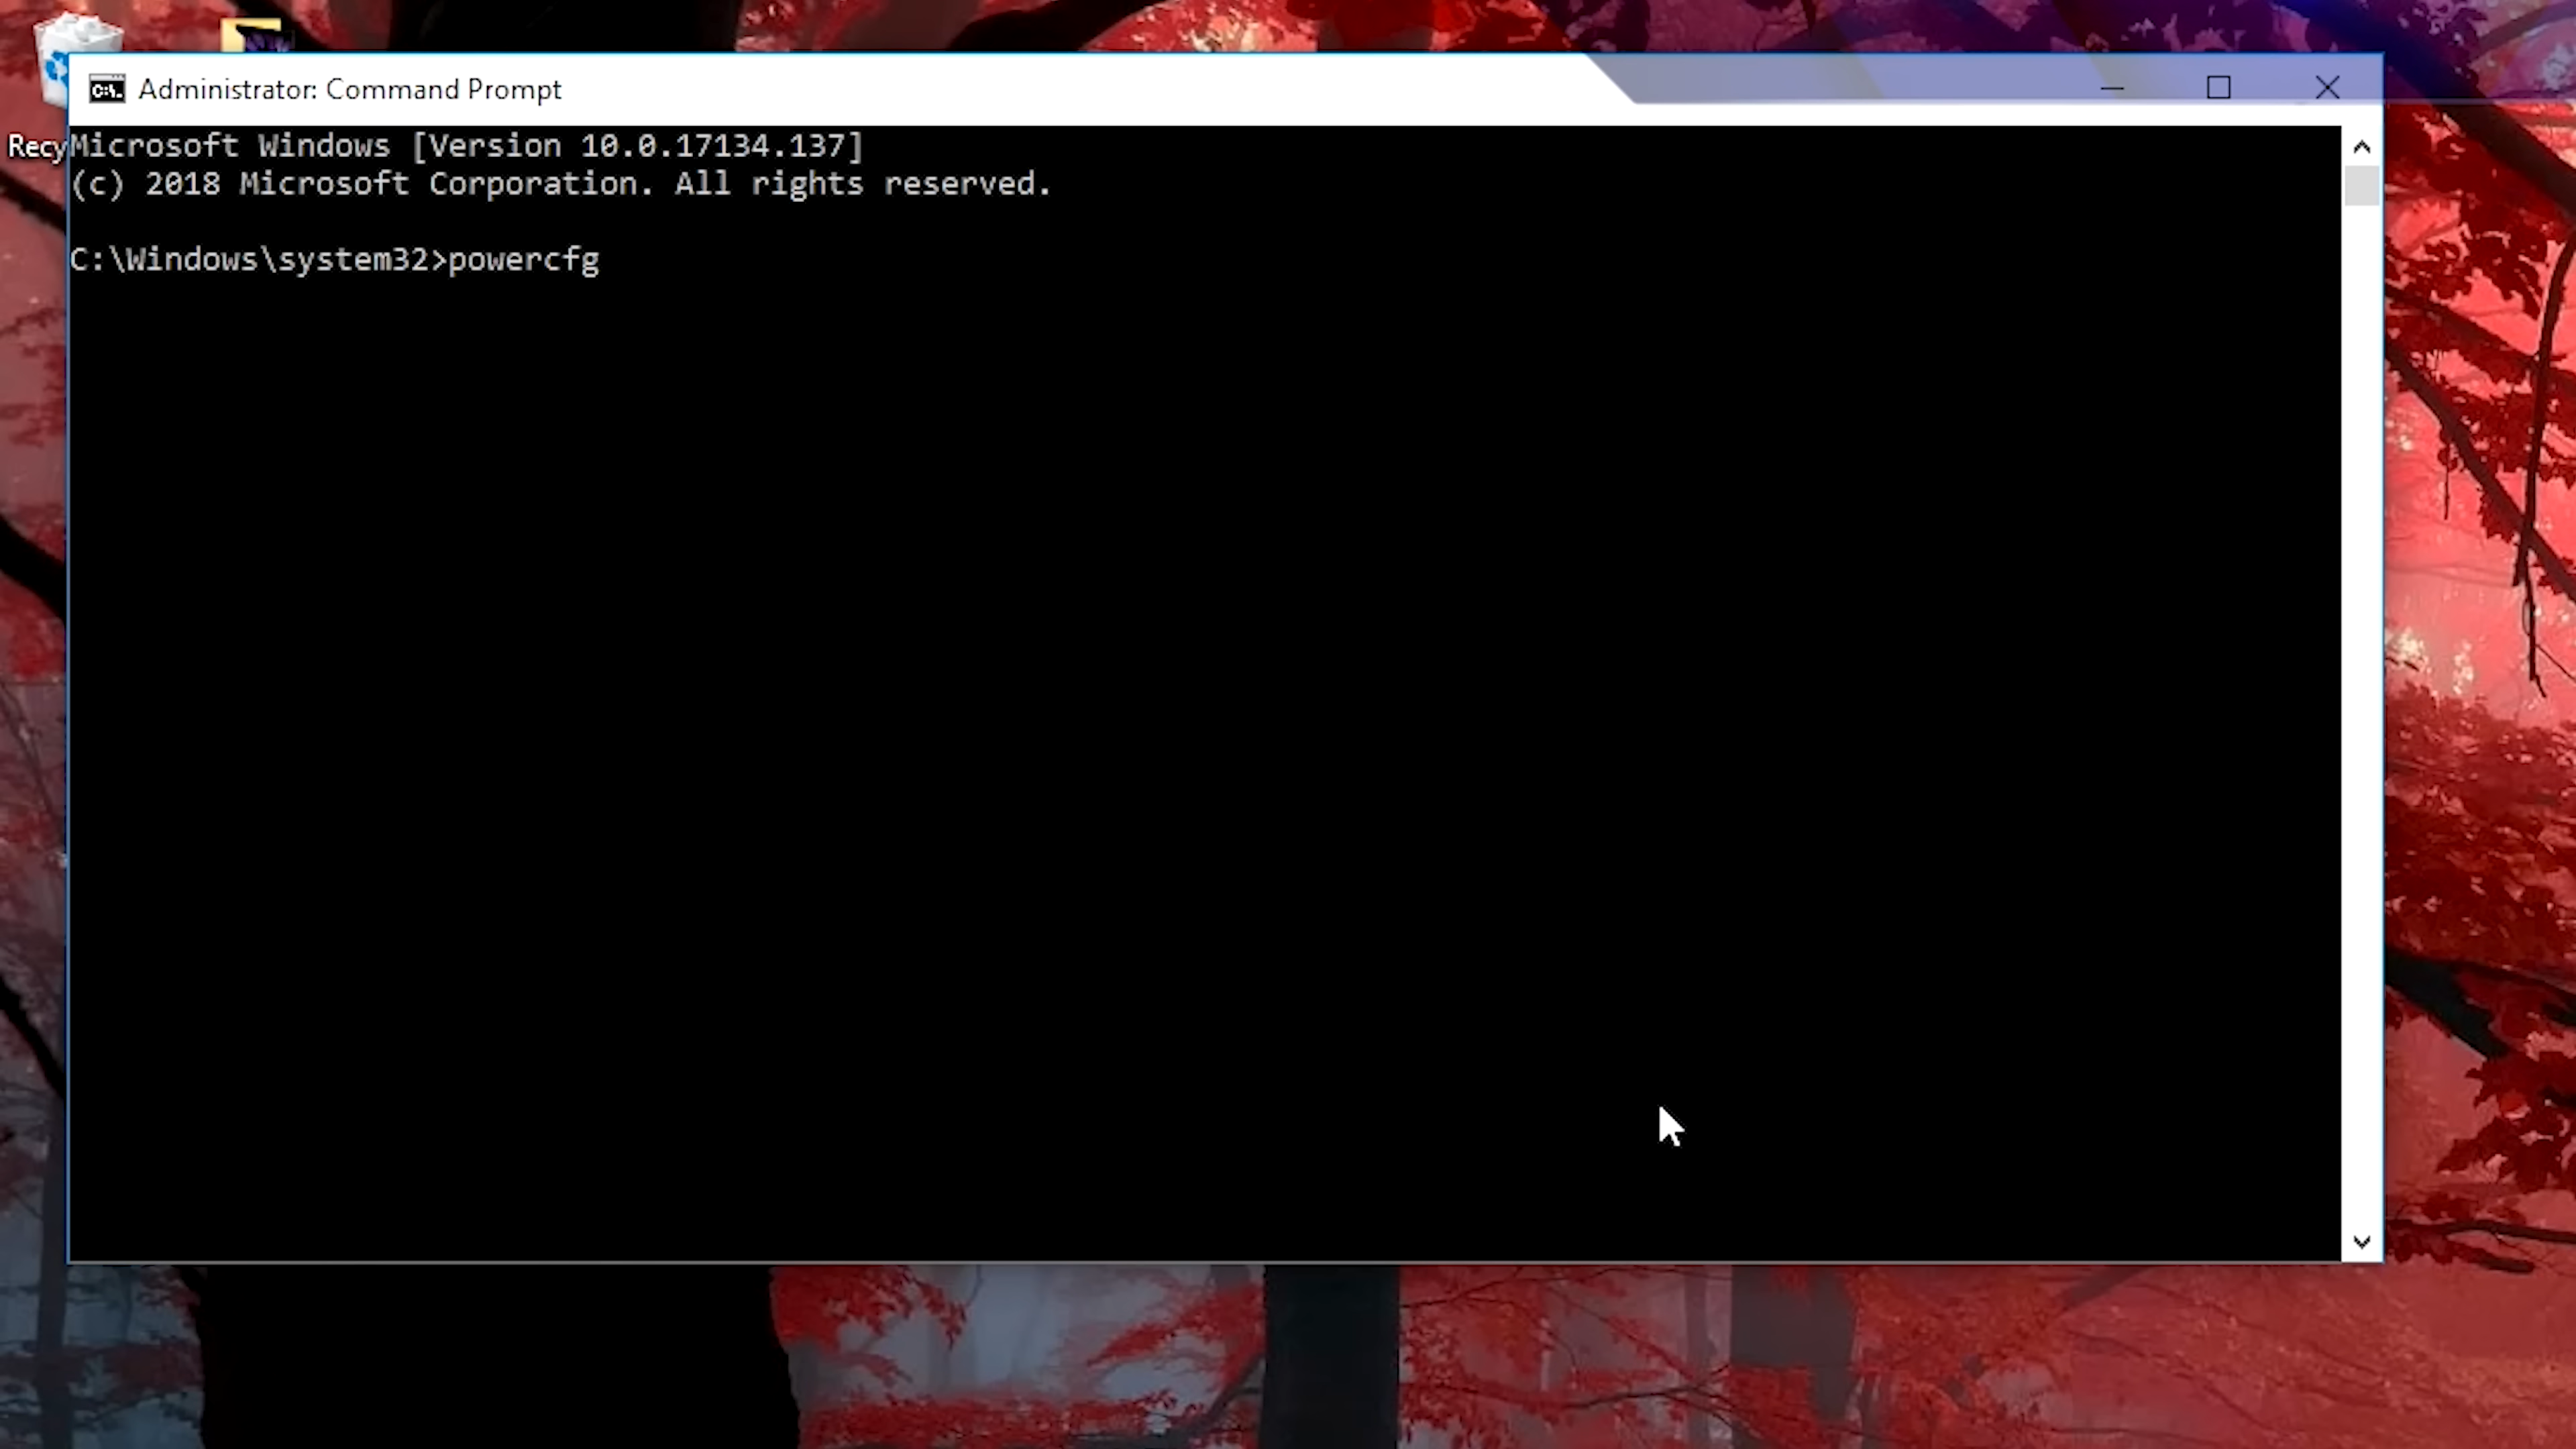 Administrator: Command Prompt
Recy
Microsoft Windows [Version 10.0.17134.137]
(c) 2018 Microsoft Corporation. All rights reserved.
C:\Windows\system32>powercfg